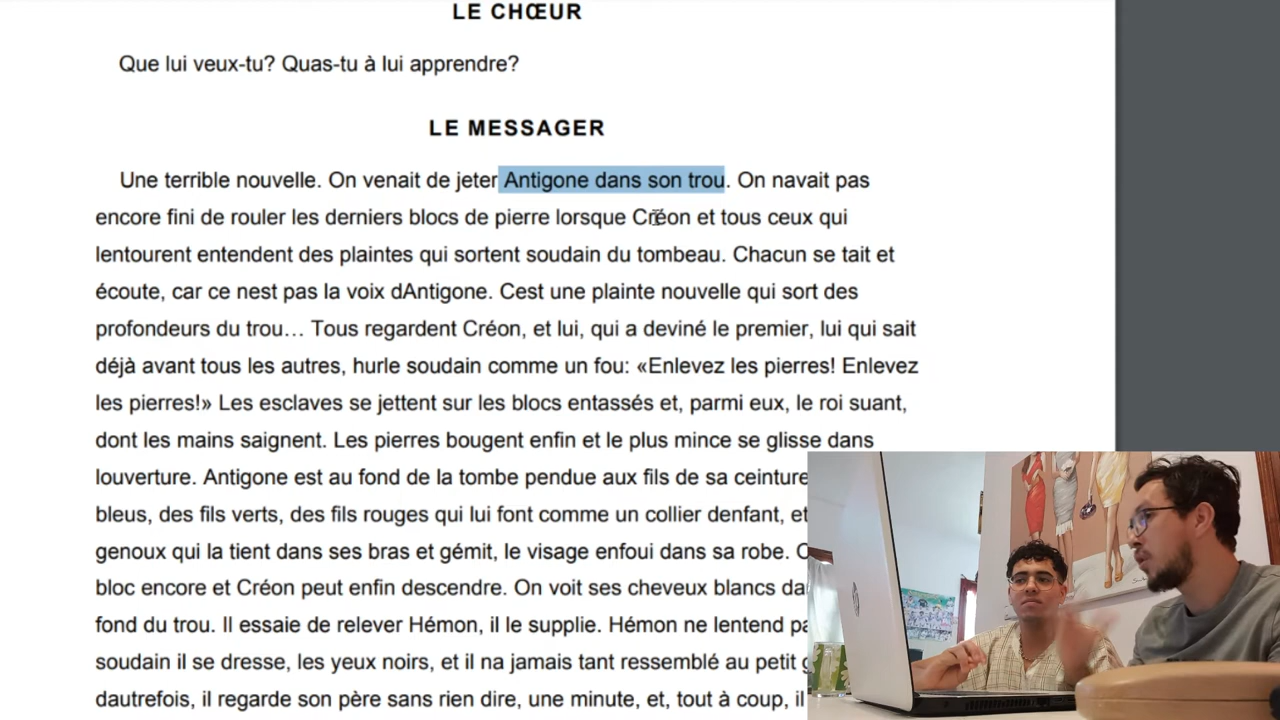 LE CHŒUR
Que lui veux-tu? Quas-tu à lui apprendre?
LE MESSAGER
Une terrible nouvelle. On venait de jeter Antigone dans son trou. On navait pas
encore fini de rouler les derniers blocs de pierre lorsque Créon et tous ceux qui
lentourent entendent des plaintes qui sortent soudain du tombeau. Chacun se tait et
écoute, car ce nest pas la voix dAntigone. Cest une plainte nouvelle qui sort des
profondeurs du trou… Tous regardent Créon, et lui, qui a deviné le premier, lui qui sait
déjà avant tous les autres, hurle soudain comme un fou: «Enlevez les pierres! Enlevez
les pierres!» Les esclaves se jettent sur les blocs entassés et, parmi eux, le roi suant,
dont les mains saignent. Les pierres bougent enfin et le plus mince se glisse dans
louverture. Antigone est au fond de la tombe pendue aux fils de sa ceinture
bleus, des fils verts, des fils rouges qui lui font comme un collier denfant, et
genoux qui la tient dans ses bras et gémit, le visage enfoui dans sa robe.
bloc encore et Créon peut enfin descendre. On voit ses cheveux blancs
fond du trou. Il essaie de relever Hémon, il le supplie. Hémon ne lentend
soudain il se dresse, les yeux noirs, et il na jamais tant ressemblé au petit
dautrefois, il regarde son père sans rien dire, une minute, et, tout à coup, il